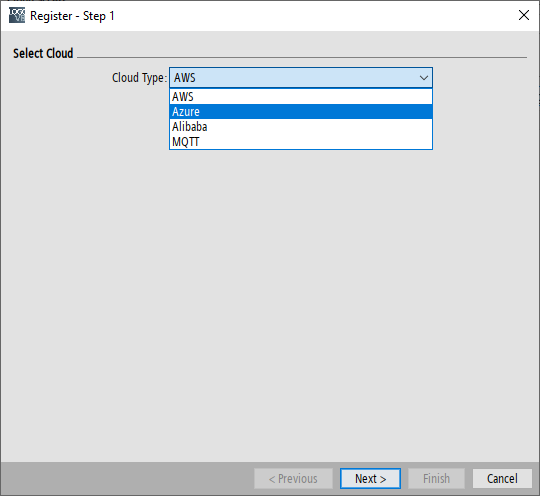 Register - Step 1
Select Cloud
Cloud Type: AWS
AWS
Azure
Alibaba
MQTT
< Previous Next > Finish Cancel